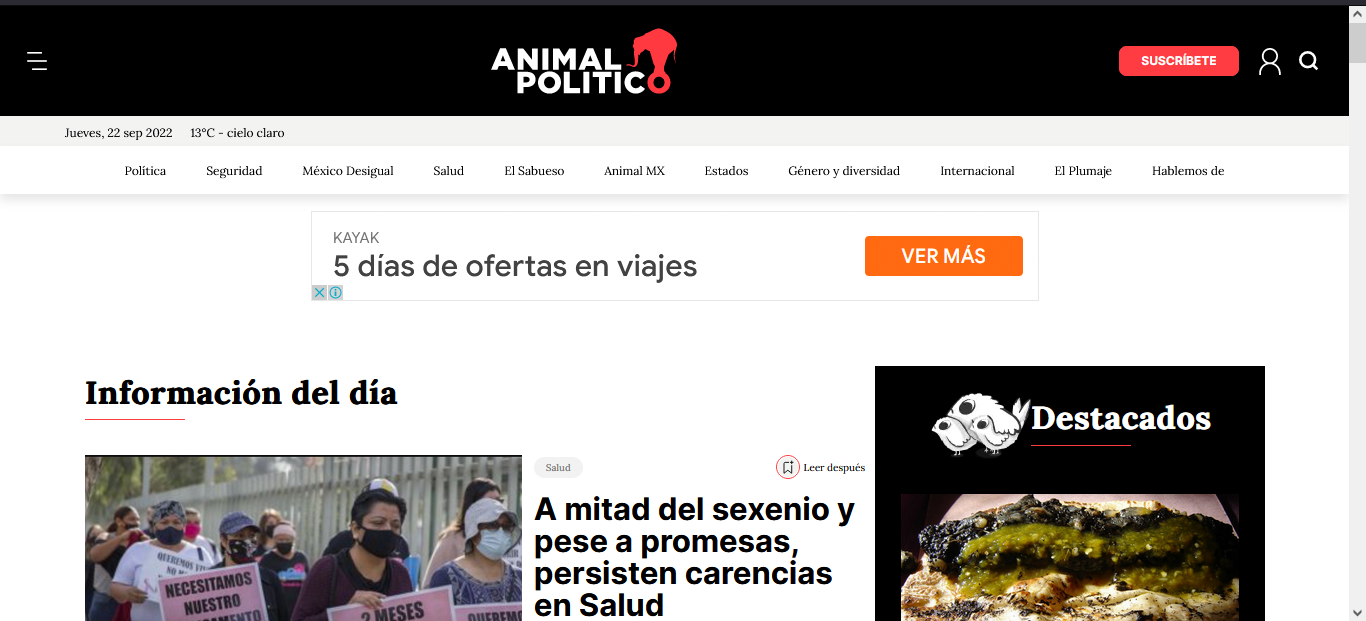 ANIMAL
POLITICO
SUSCRÍBETE
Jueves, 22 sep 2022 13°C - cielo claro
Política Seguridad México Desigual Salud El Sabueso Animal MX Estados Género y diversidad Internacional El Plumaje Hablemos de
KAYAK
5 días de ofertas en viajes
VER MÁS
Información del día
Destacados
Salud
Leer después
A mitad del sexenio y
pese a promesas,
persisten carencias
en Salud
QUEREMOS
NECESITAMOS
NUESTRO
2 MESES
QUEREMOS